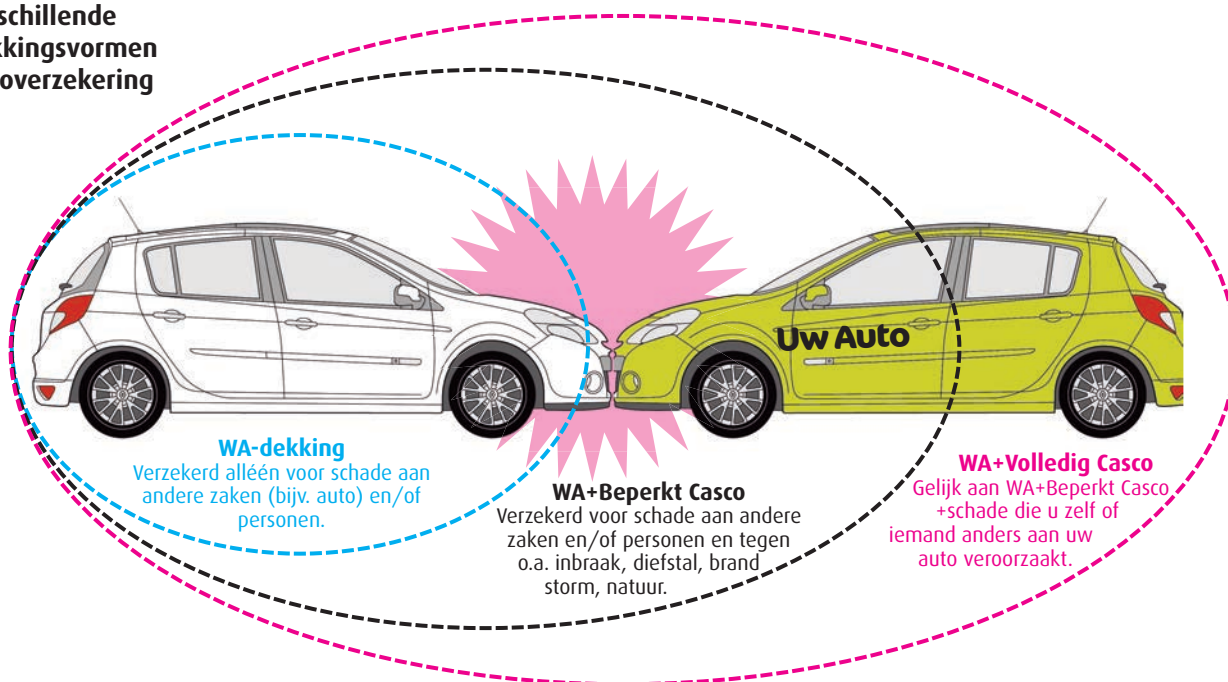 schillende
kkingsvormen
overzekering
Uw Auto
WA-dekking
Verzekerd alléén voor schade aan
andere zaken (bijv. auto) en/of
personen.
WA+Beperkt Casco
Verzekerd voor schade aan andere
zaken en/of personen en tegen
o.a. inbraak, diefstal, brand
storm, natuur.
WA+Volledig Casco
Gelijk aan WA+Beperkt Casco
+schade die u zelf of
iemand anders aan uw
auto veroorzaakt.